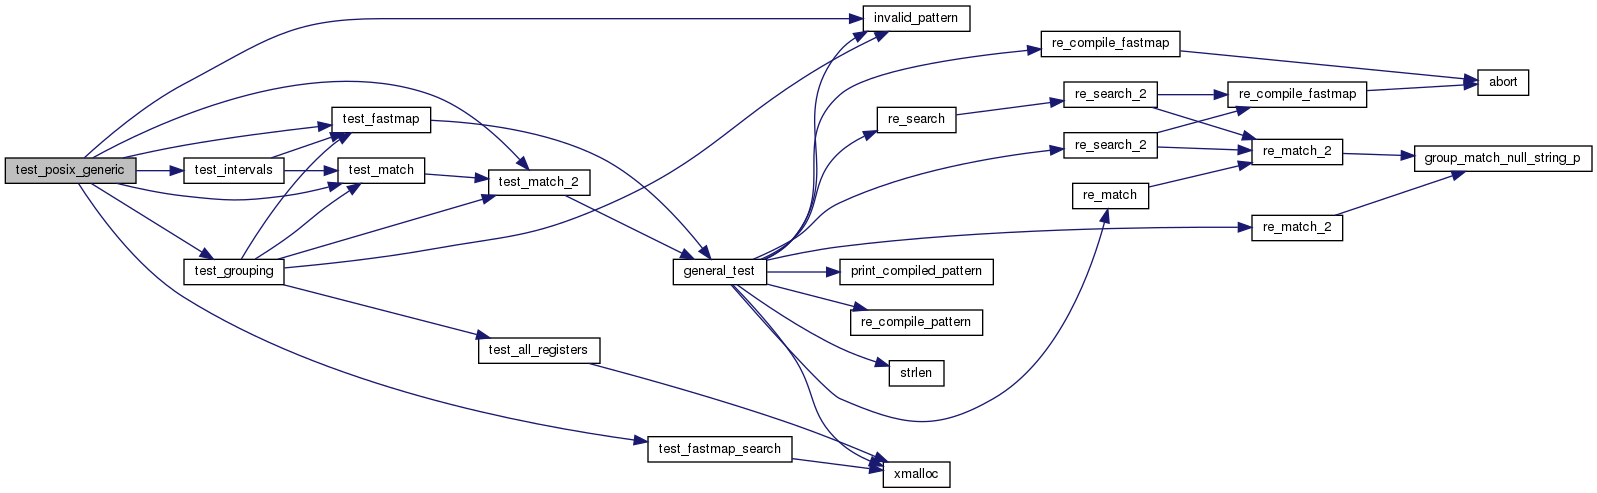 invalid_pattern
re_compile_fastmap
abort
re_search_2
re_compile_fastmap
test_fastmap
re_search
re_search_2
re_match_2
group_match_null_string_p
test_posix_generic
test_intervals
test_match
test_match_2
re_match
re_match_2
test_grouping
general_test
print_compiled_pattern
re_compile_pattern
test_all_registers
strlen
test_fastmap_search
xmalloc